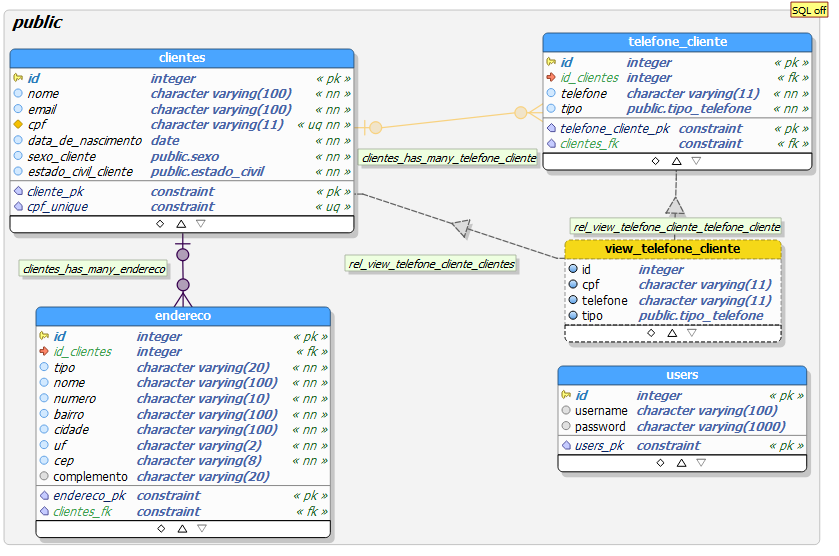 SQL off
public
clientes
id integer « pk »
nome character varying(100) « nn »
email character varying(100) « nn »
cpf character varying(11) « uq nn »
data_de_nascimento date « nn »
sexo_cliente public.sexo « nn »
estado_civil_cliente public.estado_civil « nn »
cliente_pk constraint « pk »
cpf_unique constraint « uq »
telefone_cliente
id integer « pk »
id_clientes integer « fk »
telefone character varying(11) « nn »
tipo public.tipo_telefone « nn »
telefone_cliente_pk constraint « pk »
clientes_fk constraint « fk »
clientes_has_many_telefone_cliente
rel_view_telefone_cliente_telefone_cliente
clientes_has_many_endereco
rel_view_telefone_cliente_clientes
view_telefone_cliente
id integer
cpf character varying(11)
telefone character varying(11)
tipo public.tipo_telefone
endereco
id integer « pk »
id_clientes integer « fk »
tipo character varying(20) « nn »
nome character varying(100) « nn »
numero character varying(10) « nn »
bairro character varying(100) « nn »
cidade character varying(100) « nn »
uf character varying(2) « nn »
cep character varying(8) « nn »
complemento character varying(20)
endereco_pk constraint « pk »
clientes_fk constraint « fk »
users
id integer « pk »
username character varying(100)
password character varying(1000)
users_pk constraint « pk »